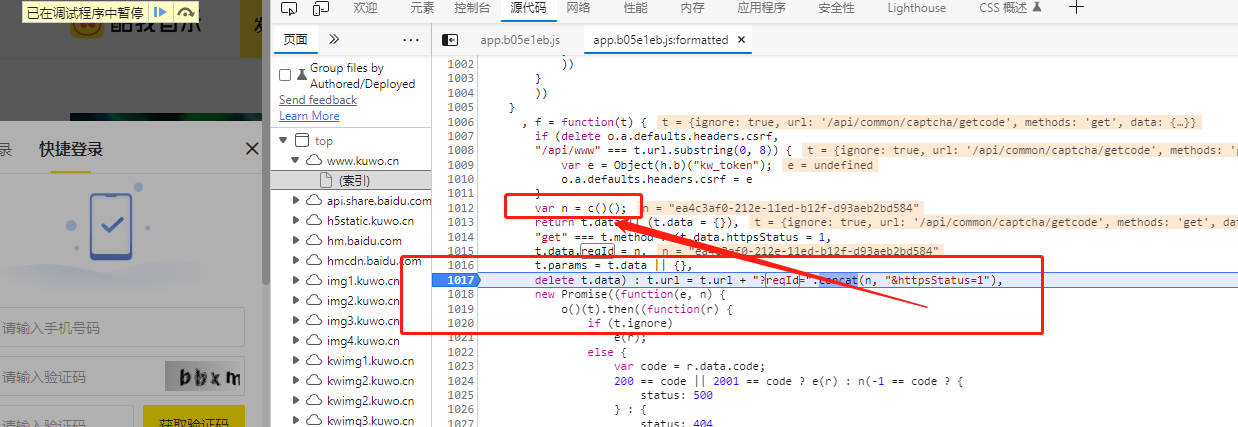 已在调试程序中暂停
酷我音乐
发
录 快捷登录
请输入手机号码
请输入验证码
bbxm
获取验证码
欢迎 元素 控制台 源代码 网络 性能 内存 应用程序 安全性 Lighthouse CSS 概述
页面
Group files by
Authored/Deployed
Send feedback
Learn More
top
www.kuwo.cn
(索引)
api.share.baidu.com
h5static.kuwo.cn
hm.baidu.com
hmcdn.baidu.com
img1.kuwo.cn
img2.kuwo.cn
img3.kuwo.cn
img4.kuwo.cn
kwimg1.kuwo.cn
kwimg2.kuwo.cn
kwimg2.kuwo.cn
kwimg3.kuwo.cn
app.b05e1eb.js app.b05e1eb.js:formatted
1002 ))
1003 }
1004 ))
1005 }
1006 , f = function(t) { t = {ignore: true, url: '/api/common/captcha/getcode', methods: 'get', data: {…}}
1007 if (delete o.a.defaults.headers.csrf,
1008 "/api/www" === t.url.substring(0, 8)) { t = {ignore: true, url: '/api/common/captcha/getcode', methods: 'g
1009 var e = Object(h.b)("kw_token"); e = undefined
1010 o.a.defaults.headers.csrf = e
1011 }
1012 var n = c()(); n = "ea4c3af0-212e-11ed-b12f-d93aeb2bd584"
1013 return t.data (t.data = {}), t = {ignore: true, url: '/api/common/captcha/getcode', methods: 'get', dat
1014 "get" === t.method (t.data.httpsStatus = 1,
1015 t.data.reqId = n, n = "ea4c3af0-212e-11ed-b12f-d93aeb2bd584"
1016 t.params = t.data || {},
1017 delete t.data) : t.url = t.url + "?reqId=".concat(n, "&httpsStatus=1"),
1018 new Promise((function(e, n) {
1019 o()(t).then((function(r) {
1020 if (t.ignore)
1021 e(r);
1022 else {
1023 var code = r.data.code;
1024 200 == code || 2001 == code ? e(r) : n(-1 == code ? {
1025 status: 500
1026 } : {
1027 status: 404